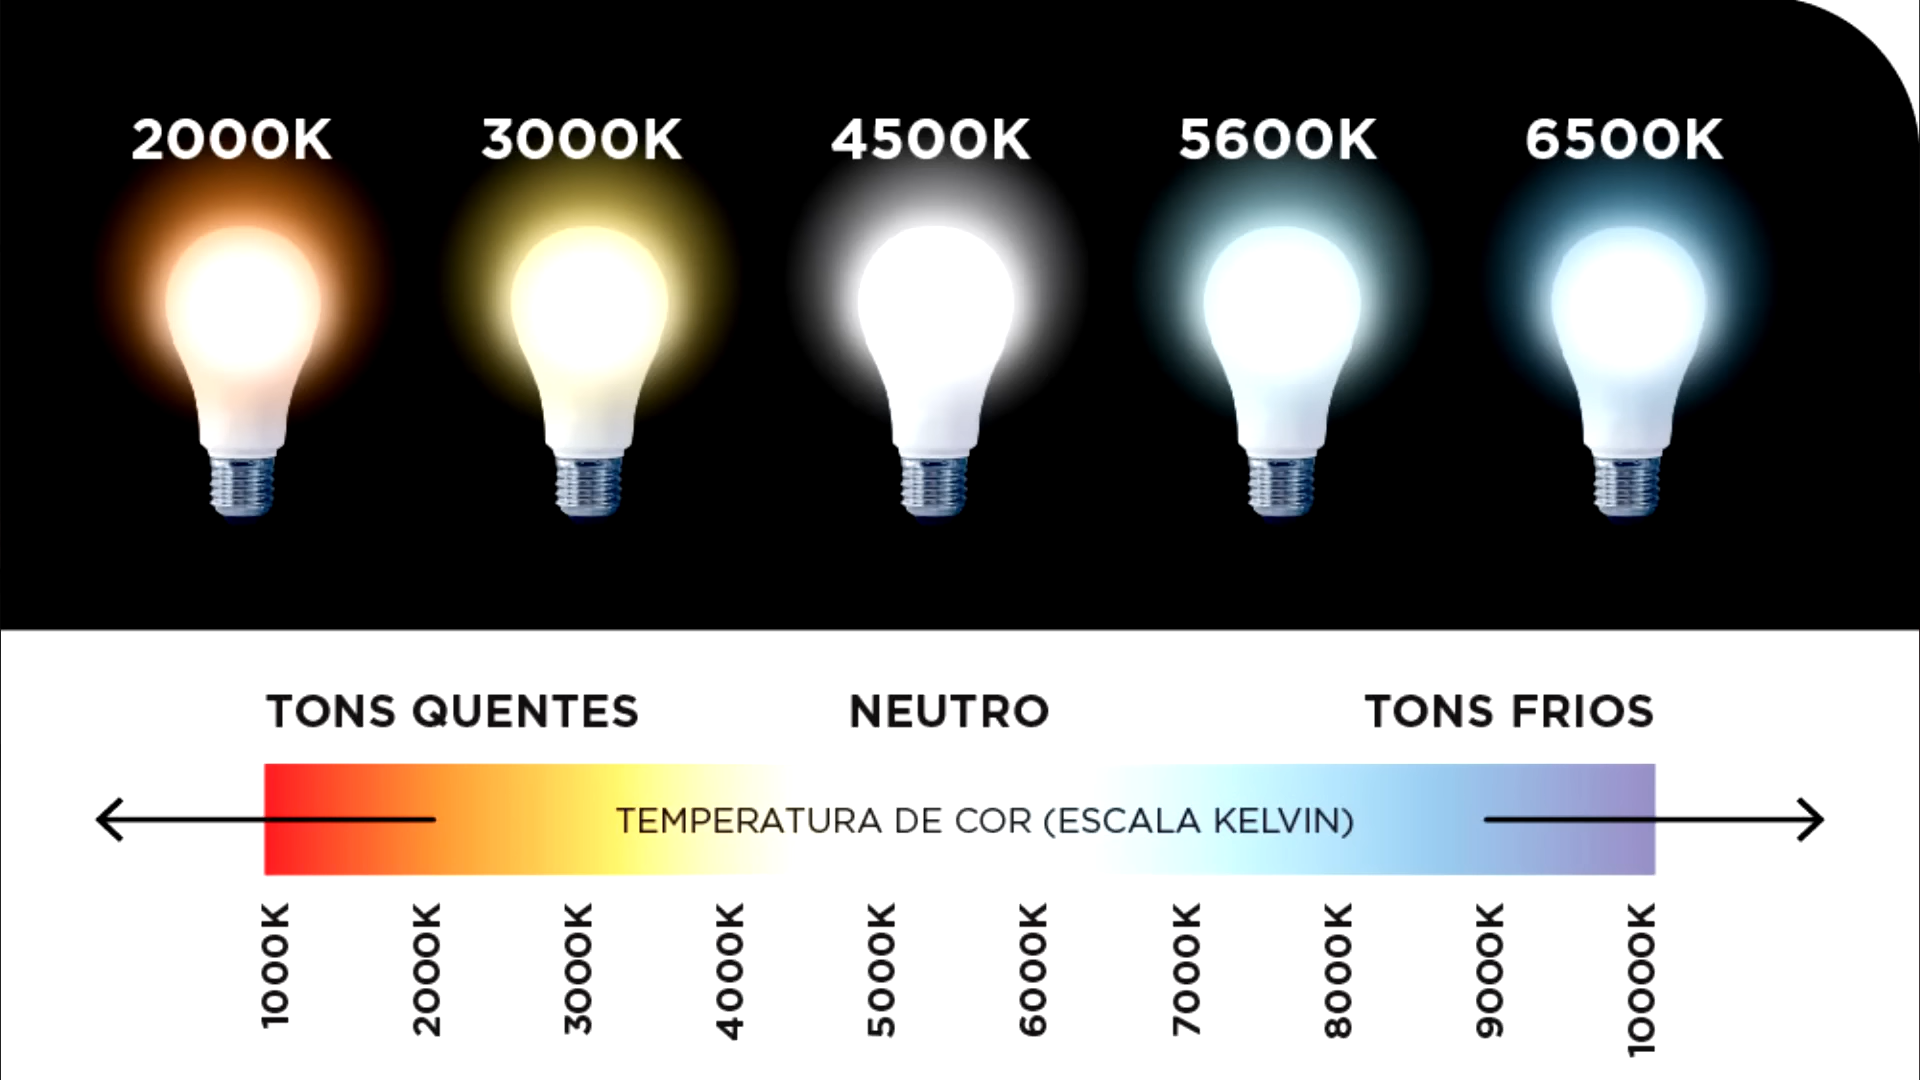 2000K 3000K 4500K 5600K 6500K
TONS QUENTES NEUTRO TONS FRIOS
TEMPERATURA DE COR (ESCALA KELVIN)
1000K
2000K
3000K
4000K
5000K
6000K
7000K
8000K
9000K
10000K